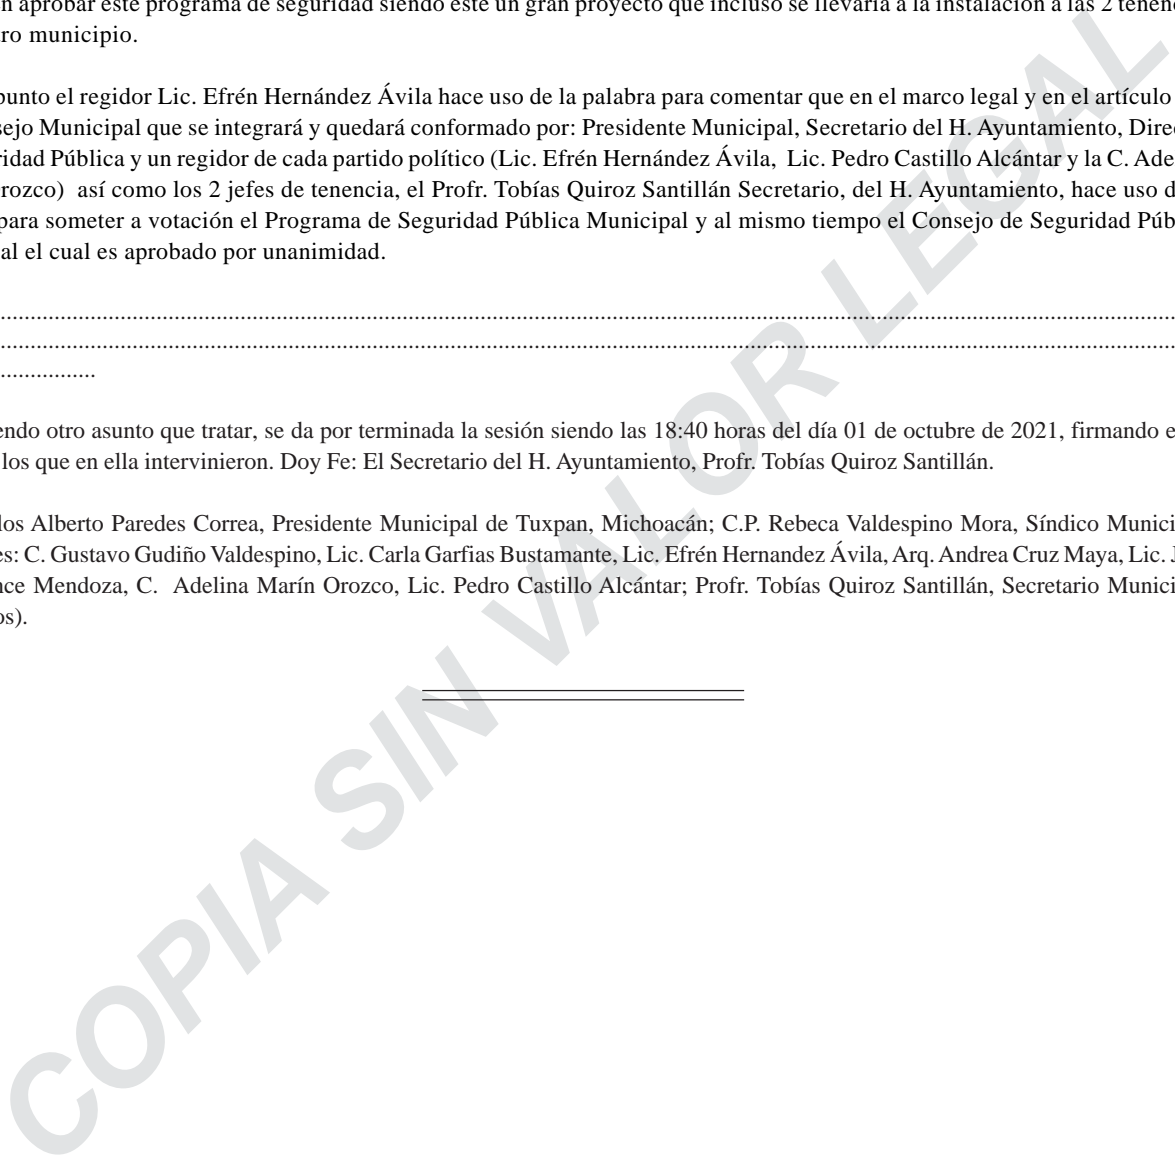 en aprobar este programa de seguridad siendo este un gran proyecto que incluso se llevaría a la instalación a las 2 tenenc
ro municipio.
punto el regidor Lic. Efrén Hernández Ávila hace uso de la palabra para comentar que en el marco legal y en el artículo
sejo Municipal que se integrará y quedará conformado por: Presidente Municipal, Secretario del H. Ayuntamiento, Direc
ridad Pública y un regidor de cada partido político (Lic. Efrén Hernández Ávila, Lic. Pedro Castillo Alcántar y la C. Ade
rozco) así como los 2 jefes de tenencia, el Profr. Tobías Quiroz Santillán Secretario, del H. Ayuntamiento, hace uso d
para someter a votación el Programa de Seguridad Pública Municipal y al mismo tiempo el Consejo de Seguridad Púb
al el cual es aprobado por unanimidad.
endo otro asunto que tratar, se da por terminada la sesión siendo las 18:40 horas del día 01 de octubre de 2021, firmando e
los que en ella intervinieron. Doy Fe: El Secretario del H. Ayuntamiento, Profr. Tobías Quiroz Santillán.
los Alberto Paredes Correa, Presidente Municipal de Tuxpan, Michoacán; C.P. Rebeca Valdespino Mora, Síndico Munici
es: C. Gustavo Gudiño Valdespino, Lic. Carla Garfias Bustamante, Lic. Efrén Hernandez Ávila, Arq. Andrea Cruz Maya, Lic. J
nce Mendoza, C. Adelina Marín Orozco, Lic. Pedro Castillo Alcántar; Profr. Tobías Quiroz Santillán, Secretario Munici
os).
COPIA SIN VALOR LEGAL